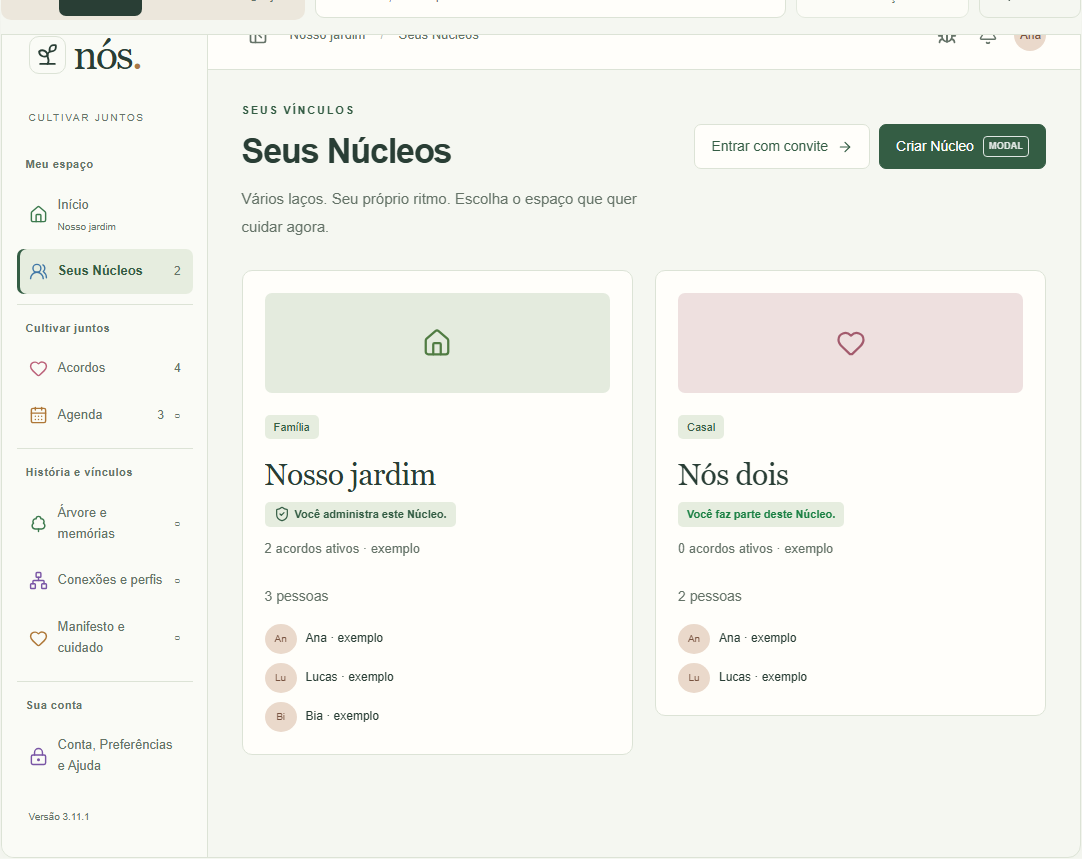 nós.
Nosso jardim / Seus Núcleos
Ana
CULTIVAR JUNTOS
Meu espaço
Início
Nosso jardim
Seus Núcleos 2
Cultivar juntos
Acordos 4
Agenda 3
História e vínculos
Árvore e
memórias
Conexões e perfis
Manifesto e
cuidado
Sua conta
Conta, Preferências
e Ajuda
Versão 3.11.1
SEUS VÍNCULOS
Seus Núcleos
Entrar com convite
Criar Núcleo MODAL
Vários laços. Seu próprio ritmo. Escolha o espaço que quer
cuidar agora.
Família
Nosso jardim
Você administra este Núcleo.
2 acordos ativos · exemplo
3 pessoas
An Ana · exemplo
Lu Lucas · exemplo
Bi Bia · exemplo
Casal
Nós dois
Você faz parte deste Núcleo.
0 acordos ativos · exemplo
2 pessoas
An Ana · exemplo
Lu Lucas · exemplo